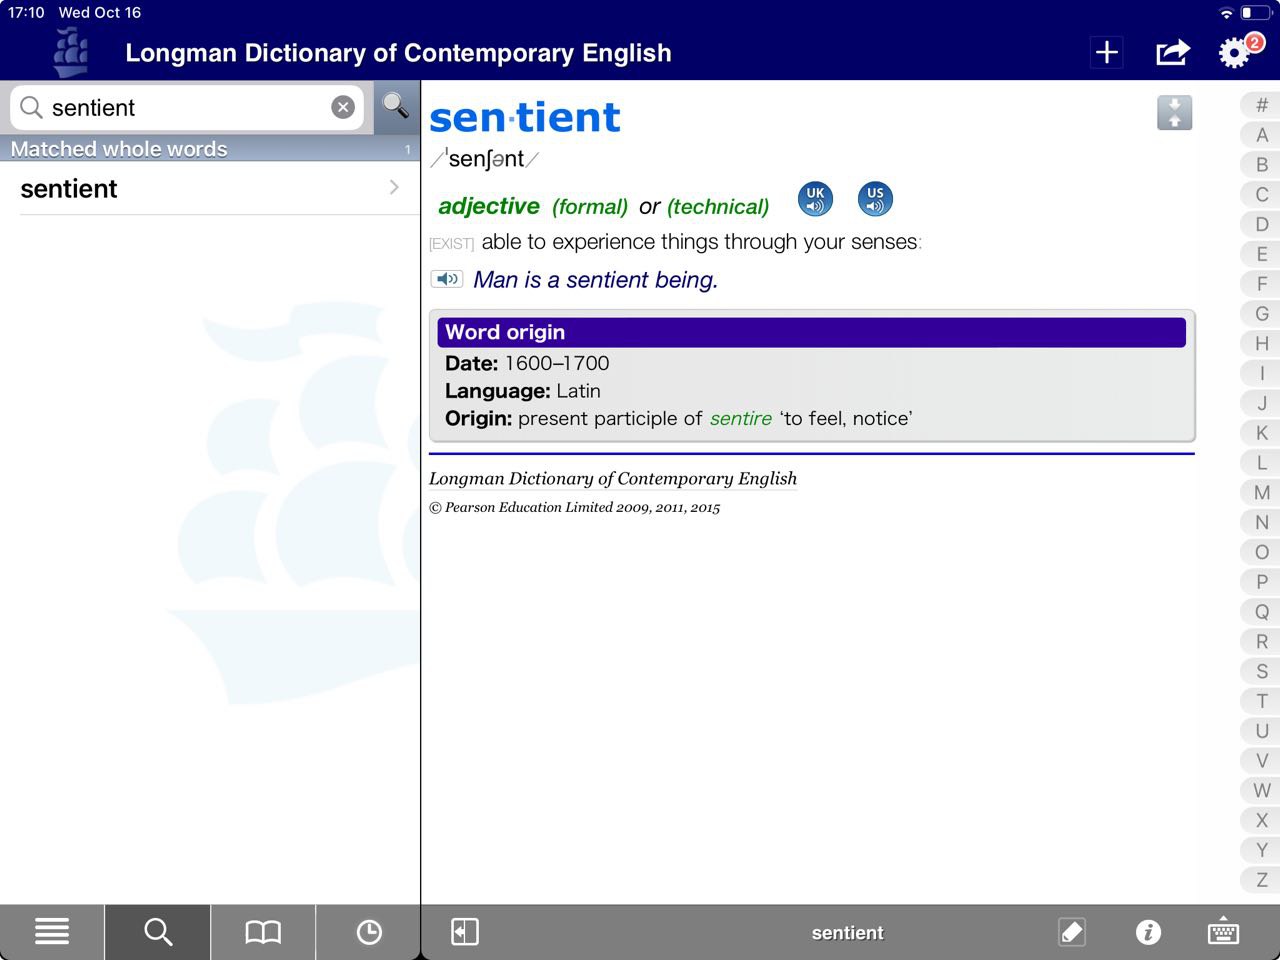 17:10 Wed Oct 16
Longman Dictionary of Contemporary English
2
sentient
Matched whole words 1
sentient
sen·tient
/ˈsenʃənt/
adjective (formal) or (technical) UK US
[EXIST] able to experience things through your senses:
Man is a sentient being.
Word origin
Date: 1600–1700
Language: Latin
Origin: present participle of sentire ‘to feel, notice’
Longman Dictionary of Contemporary English
© Pearson Education Limited 2009, 2011, 2015
#
A
B
C
D
E
F
G
H
I
J
K
L
M
N
O
P
Q
R
S
T
U
V
W
X
Y
Z
sentient